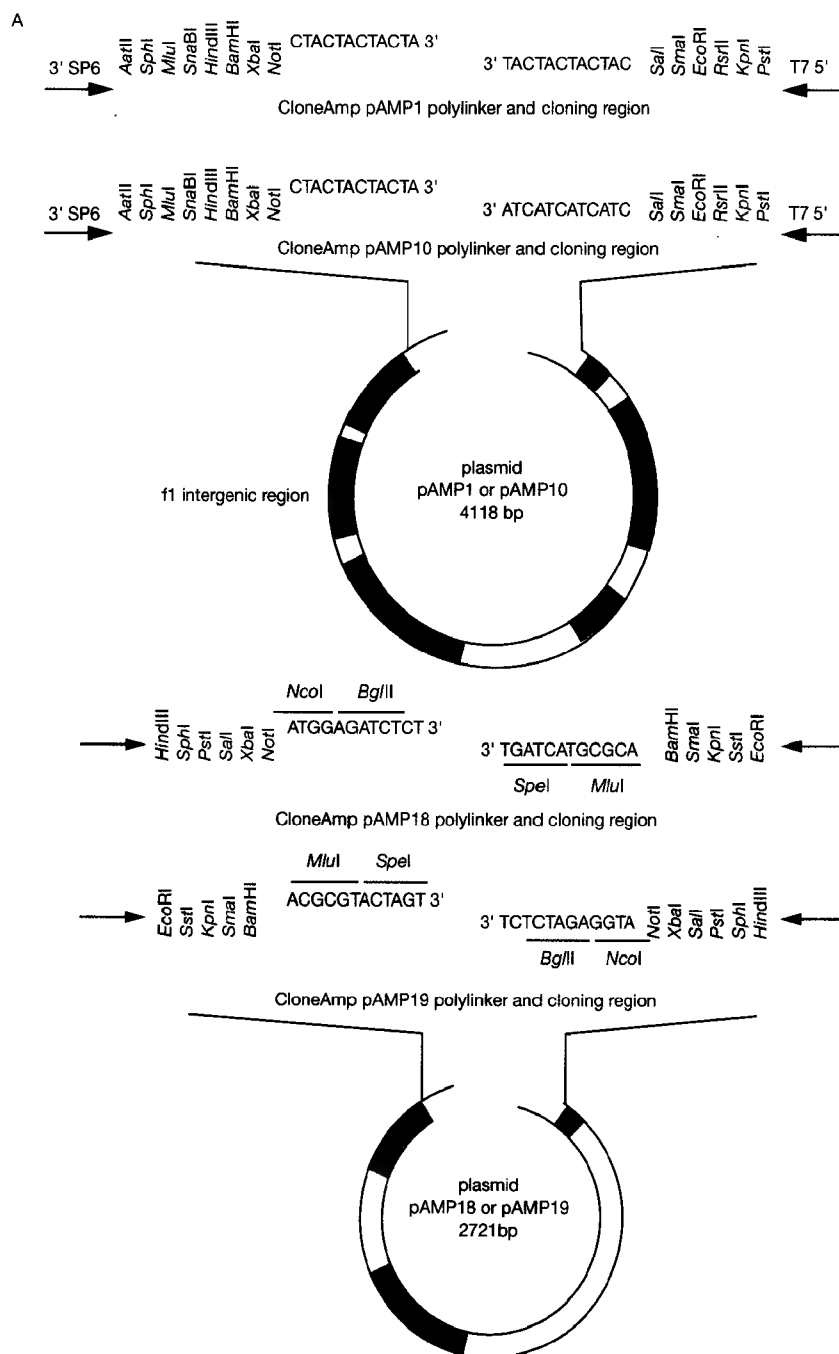 A
3' SP6 AatII SphI MluI SnaBI HindIII BamHI XbaI NotI CTACTACTACTA 3' 3' TACTACTACTAC SalI SmaI EcoRI RsrII KpnI PstI T7 5'
CloneAmp pAMP1 polylinker and cloning region
3' SP6 AatII SphI MluI SnaBI HindIII BamHI XbaI NotI CTACTACTACTA 3' 3' ATCATCATCATC SalI SmaI EcoRI RsrII KpnI PstI T7 5'
CloneAmp pAMP10 polylinker and cloning region
f1 intergenic region
plasmid
pAMP1 or pAMP10
4118 bp
NcoI BglII
HindIII SphI PstI SalI XbaI NotI ATGGAGATCTCT 3' 3' TGATCATGCGCA BamHI SmaI KpnI SstI EcoRI
SpeI MluI
CloneAmp pAMP18 polylinker and cloning region
MluI SpeI
EcoRI SstI KpnI SmaI BamHI ACGCGTACTAGT 3' 3' TCTCTAGAGGTA NotI XbaI SalI PstI SphI HindIII
BglII NcoI
CloneAmp pAMP19 polylinker and cloning region
plasmid
pAMP18 or pAMP19
2721bp